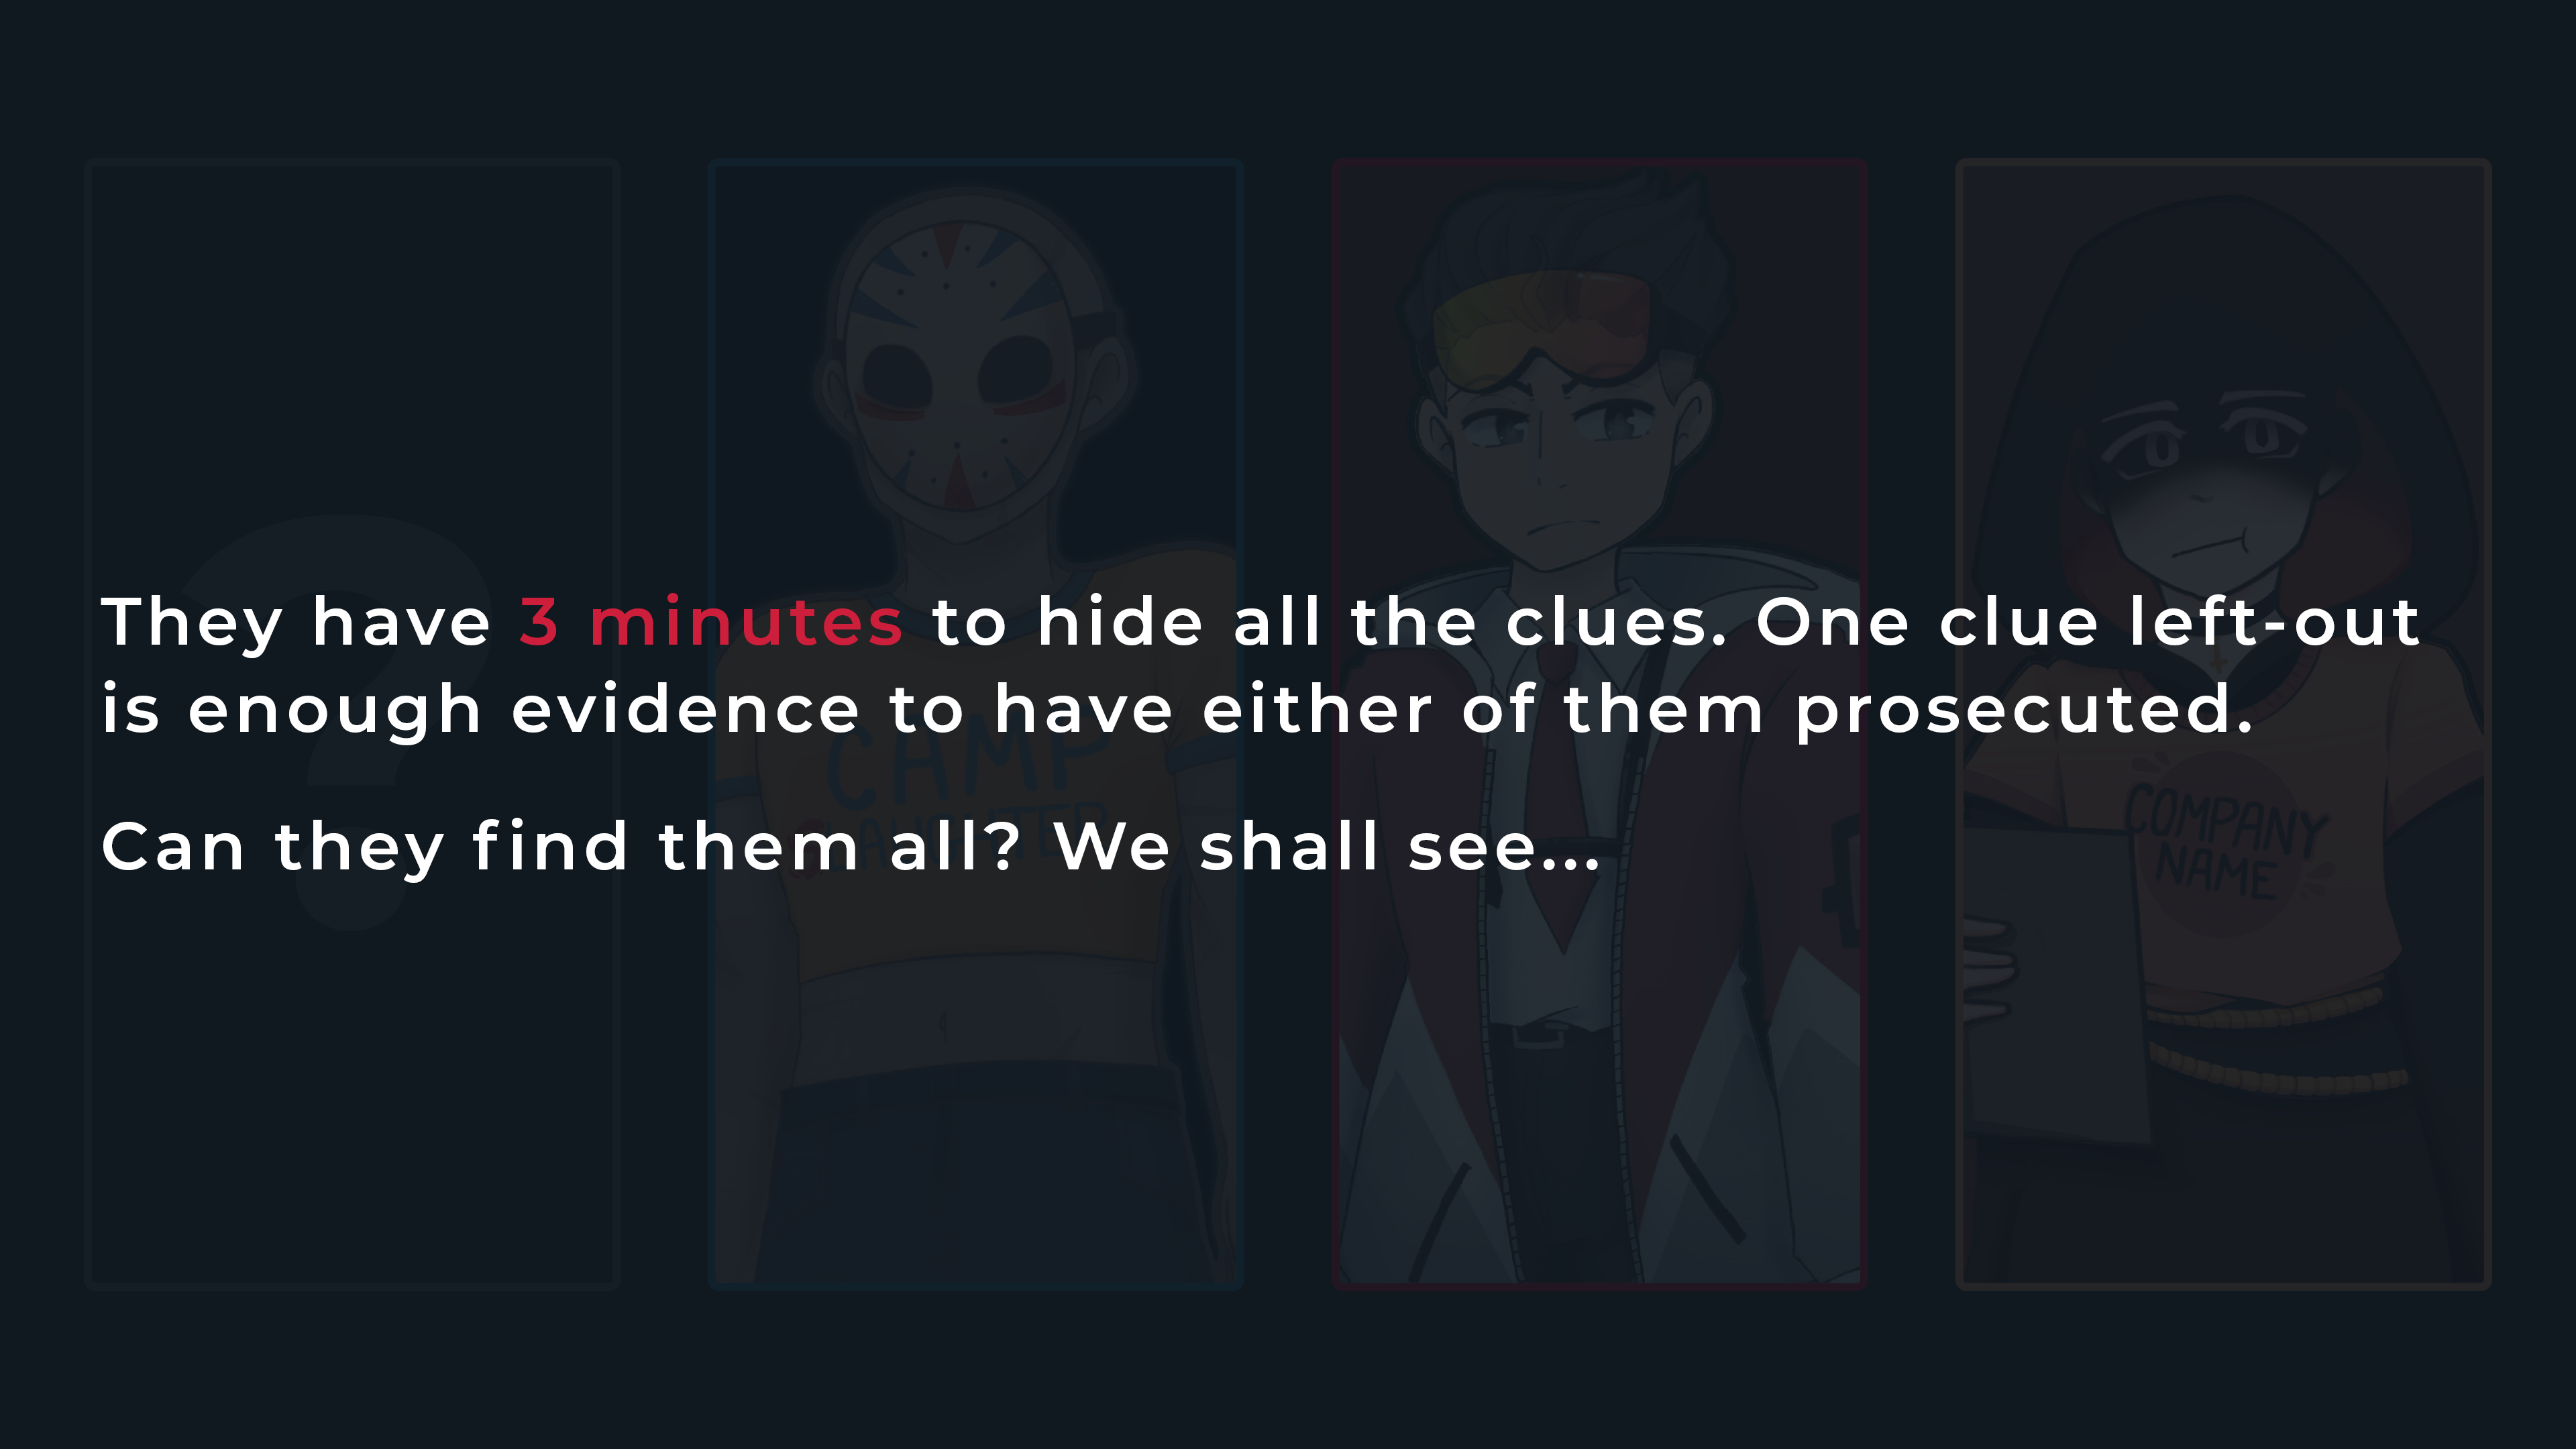 They have 3 minutes to hide all the clues. One clue left-out
is enough evidence to have either of them prosecuted.
Can they find them all? We shall see...
?
CAMP
SLAUGHTER
COMPANY
NAME